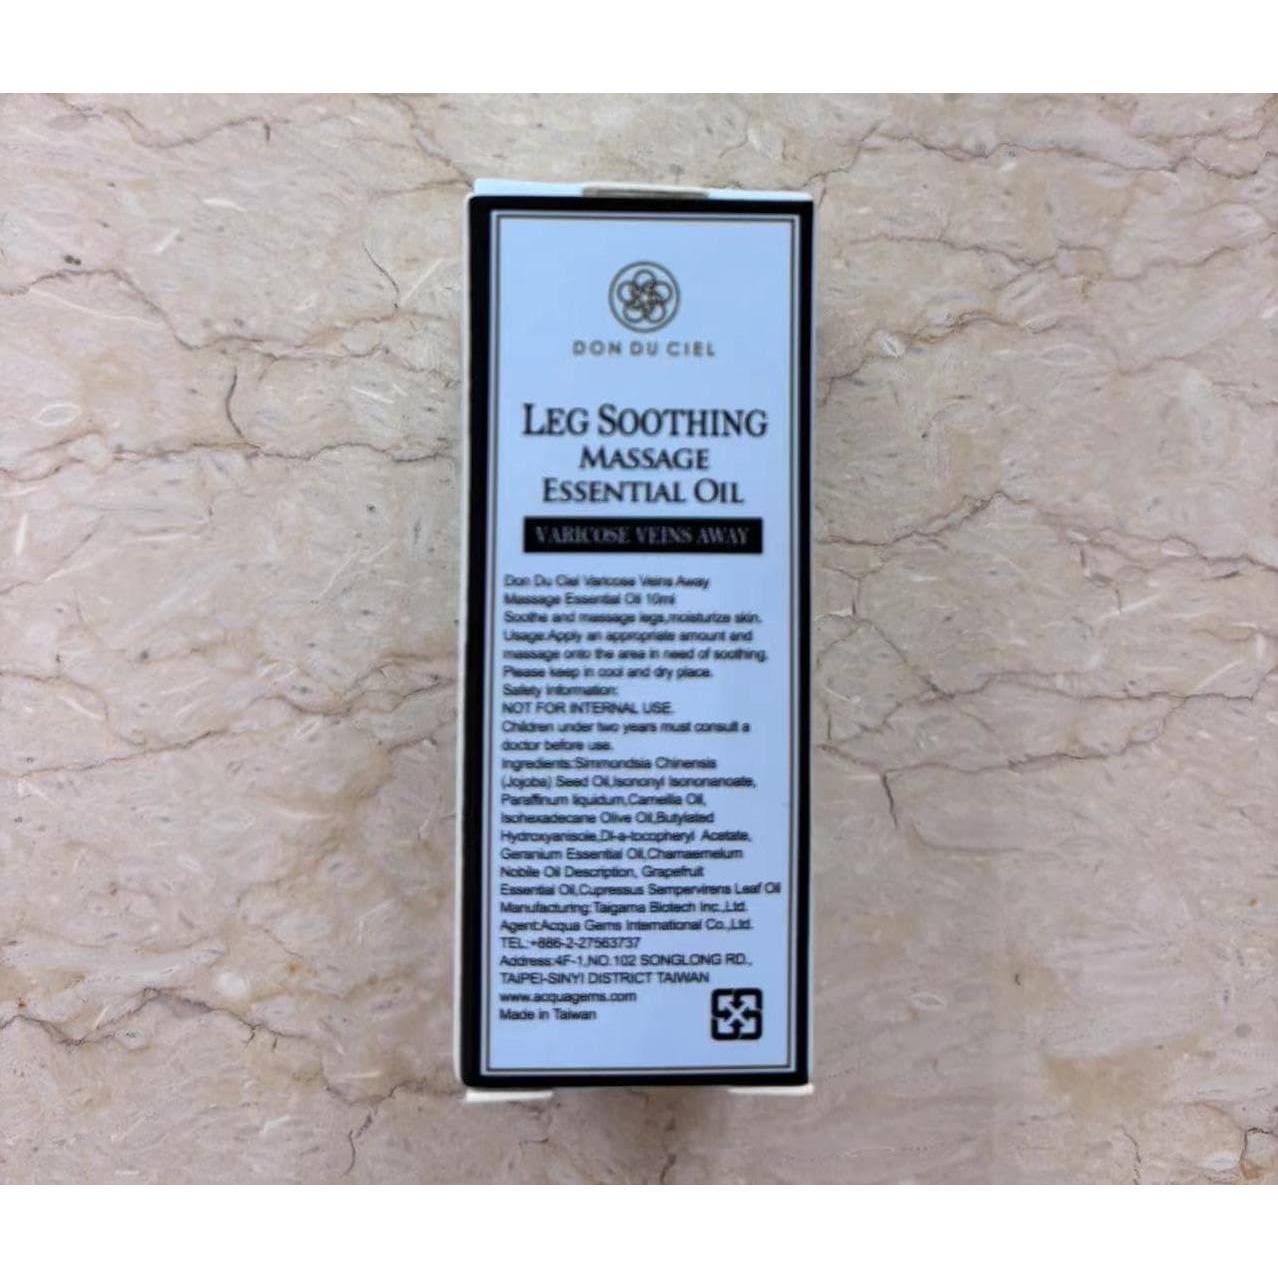 DON DU CIEL
LEG SOOTHING
MASSAGE
ESSENTIAL OIL
VARICOSE VEINS AWAY
Don Du Ciel Varicose Veins Away
Massage Essential Oil 10ml
Soothe and massage legs,moisturize skin.
Usage:Apply an appropriate amount and
massage onto the area in need of soothing.
Please keep in cool and dry place.
Safety Information:
NOT FOR INTERNAL USE.
Children under two years must consult a
doctor before use.
Ingredients:Simmondsia Chinensis
(Jojoba) Seed Oil,Isononyl Isononanoate,
Paraffinum liquidum,Camellia Oil,
Isohexadecane Olive Oil,Butylated
Hydroxyanisole,Dl-a-tocopheryl Acetate,
Geranium Essential Oil,Chamaemelum
Nobile Oil Description, Grapefruit
Essential Oil,Cupressus Sempervirens Leaf Oil
Manufacturing:Taigama Biotech Inc.,Ltd.
Agent:Acqua Gems International Co.,Ltd.
TEL:+886-2-27563737
Address:4F-1,NO.102 SONGLONG RD.,
TAIPEI-SINYI DISTRICT TAIWAN
www.acquagems.com
Made in Taiwan